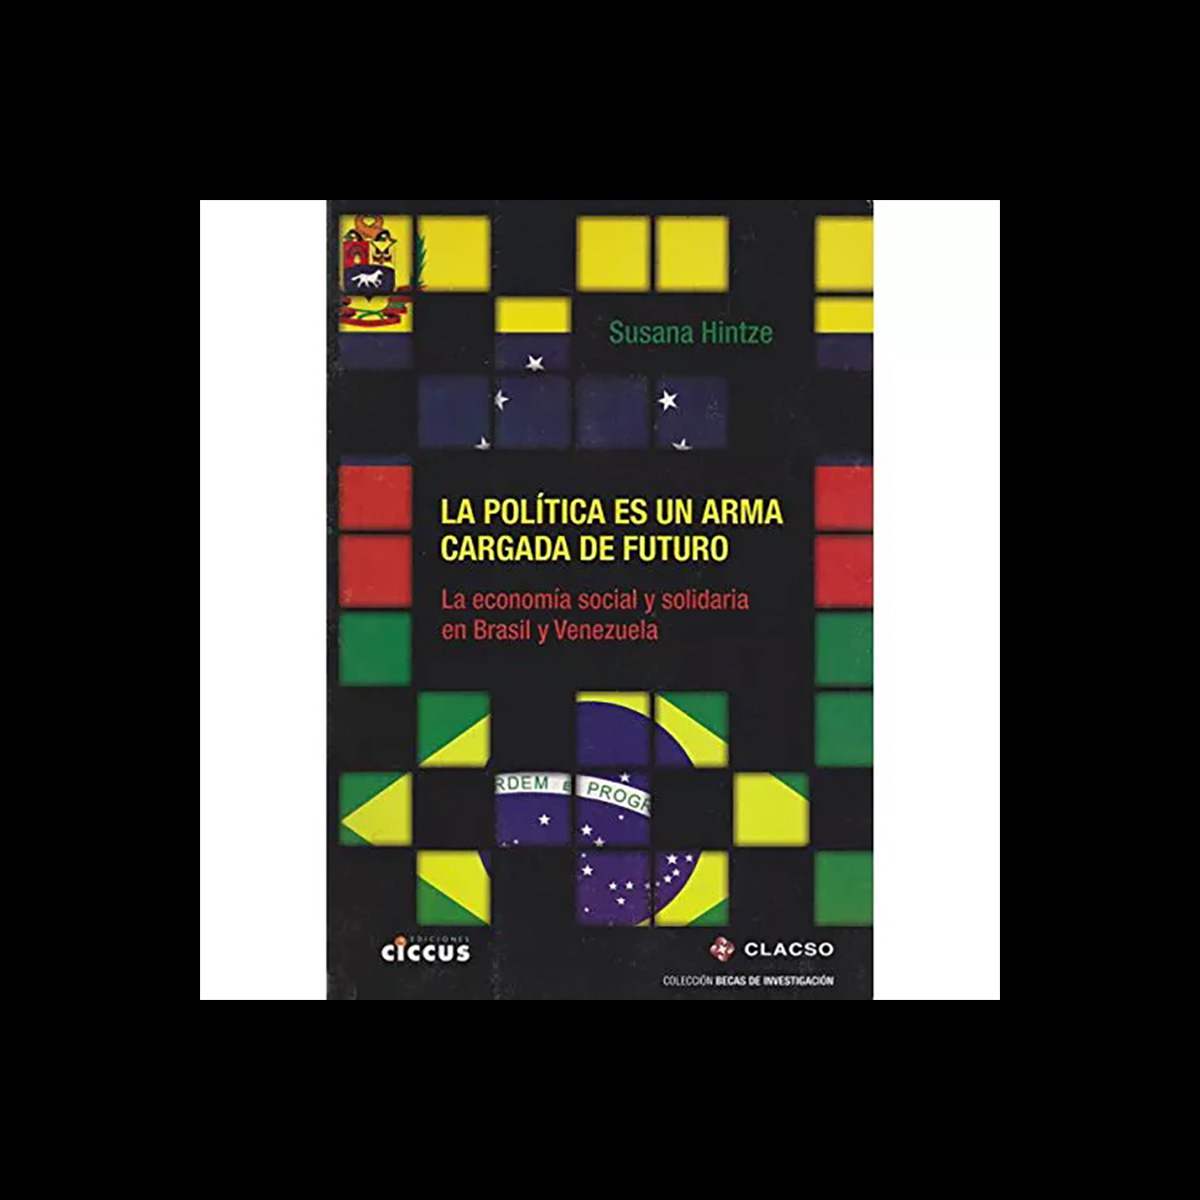 Susana Hintze
LA POLÍTICA ES UN ARMA
CARGADA DE FUTURO
La economía social y solidaria
en Brasil y Venezuela
RDEM E PROGR
EDICIONES
CICCUS
CLACSO
COLECCIÓN BECAS DE INVESTIGACIÓN